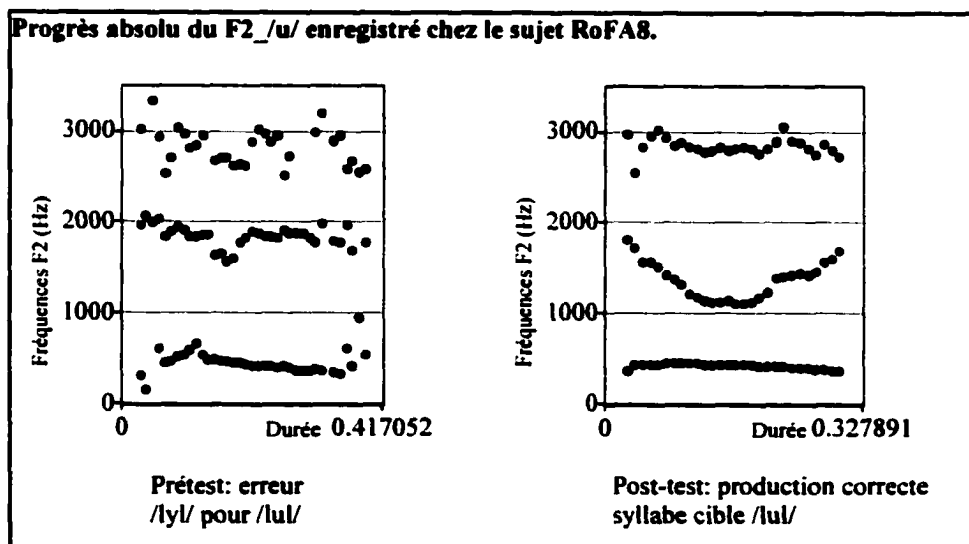 Progrès absolu du F2_/u/ enregistré chez le sujet RoFA8.
Fréquences F2 (Hz)
3000
2000
1000
0
0
Durée 0.417052
Prétest: erreur
/lyl/ pour /lul/
Fréquences F2 (Hz)
3000
2000
1000
0
0
Durée 0.327891
Post-test: production correcte
syllabe cible /lul/